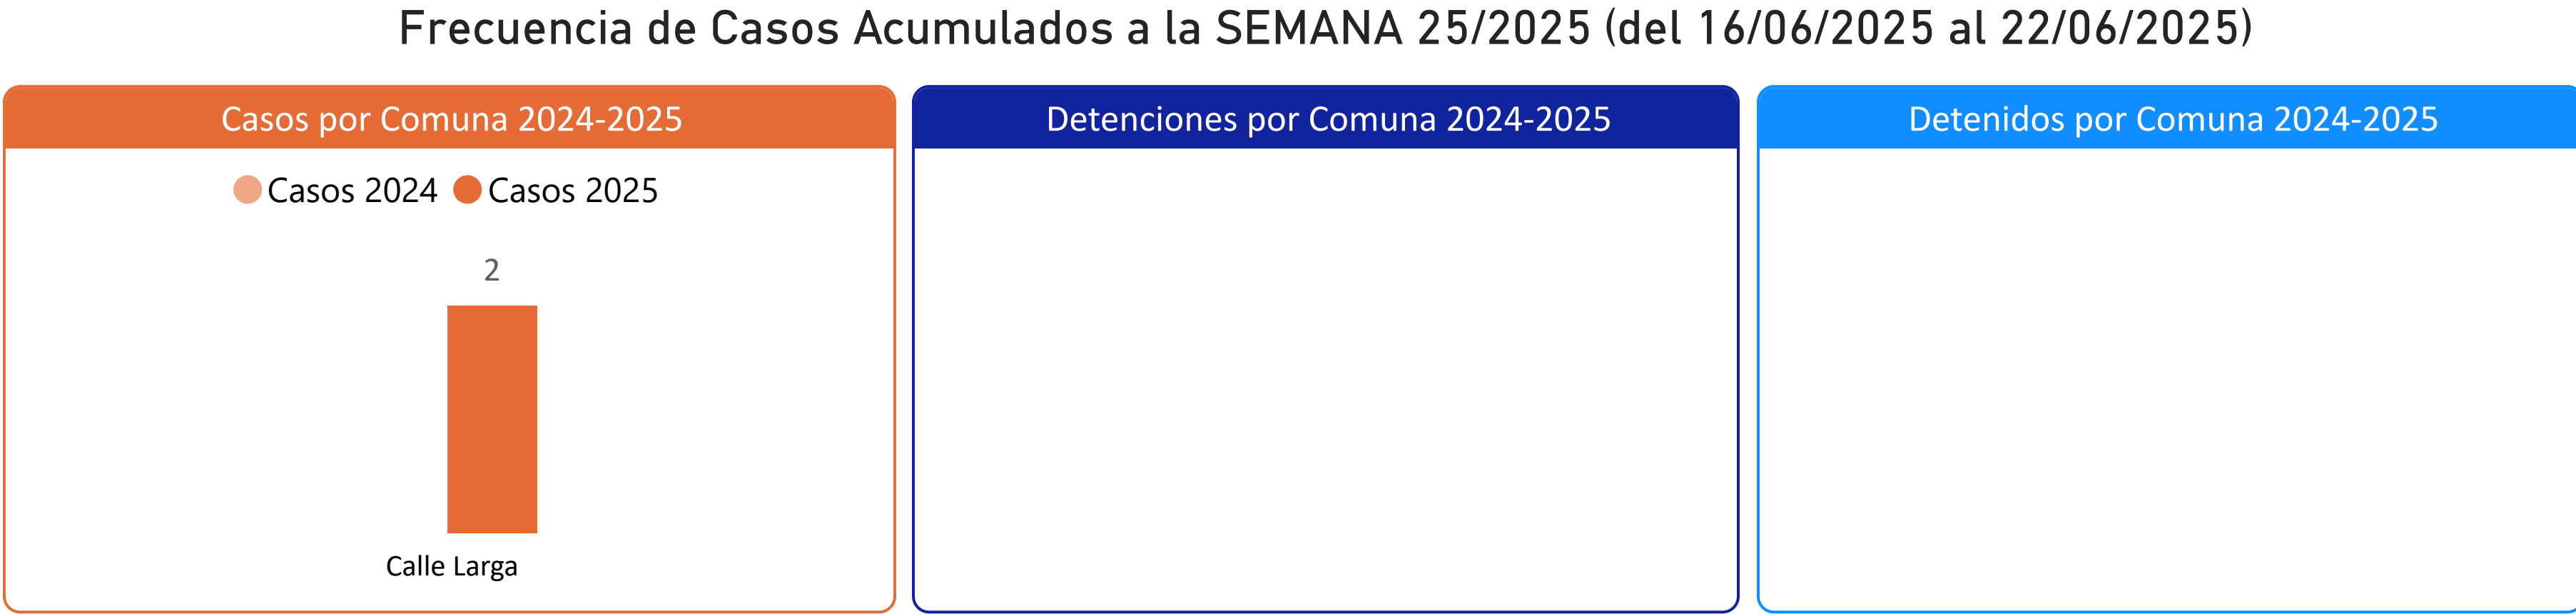 Frecuencia de Casos Acumulados a la SEMANA 25/2025 (del 16/06/2025 al 22/06/2025)
Casos por Comuna 2024-2025
Casos 2024 Casos 2025
2
Calle Larga
Detenciones por Comuna 2024-2025
Detenidos por Comuna 2024-2025